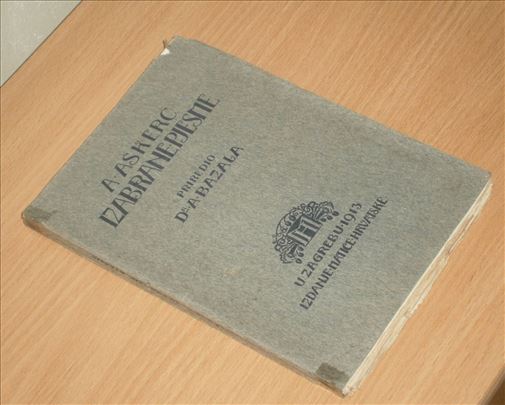 A. AŠKERC
IZABRANE PJESME
PRIREDIO
DR. A. BAZALA
U ZAGREBU • 1913
IZDANJE MATICE HRVATSKE